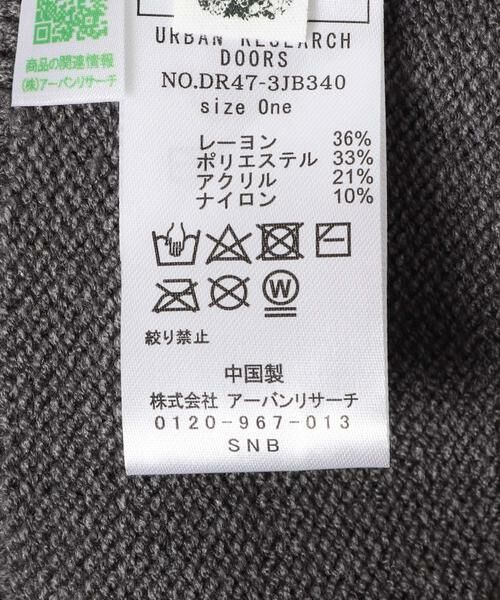 商品の関連情報
(株)アーバンリサーチ
URBAN RESEARCH
DOORS
NO.DR47-3JB340
size One
レーヨン 36%
ポリエステル 33%
アクリル 21%
ナイロン 10%
W
絞り禁止
中国製
株式会社 アーバンリサーチ
0120-967-013
SNB